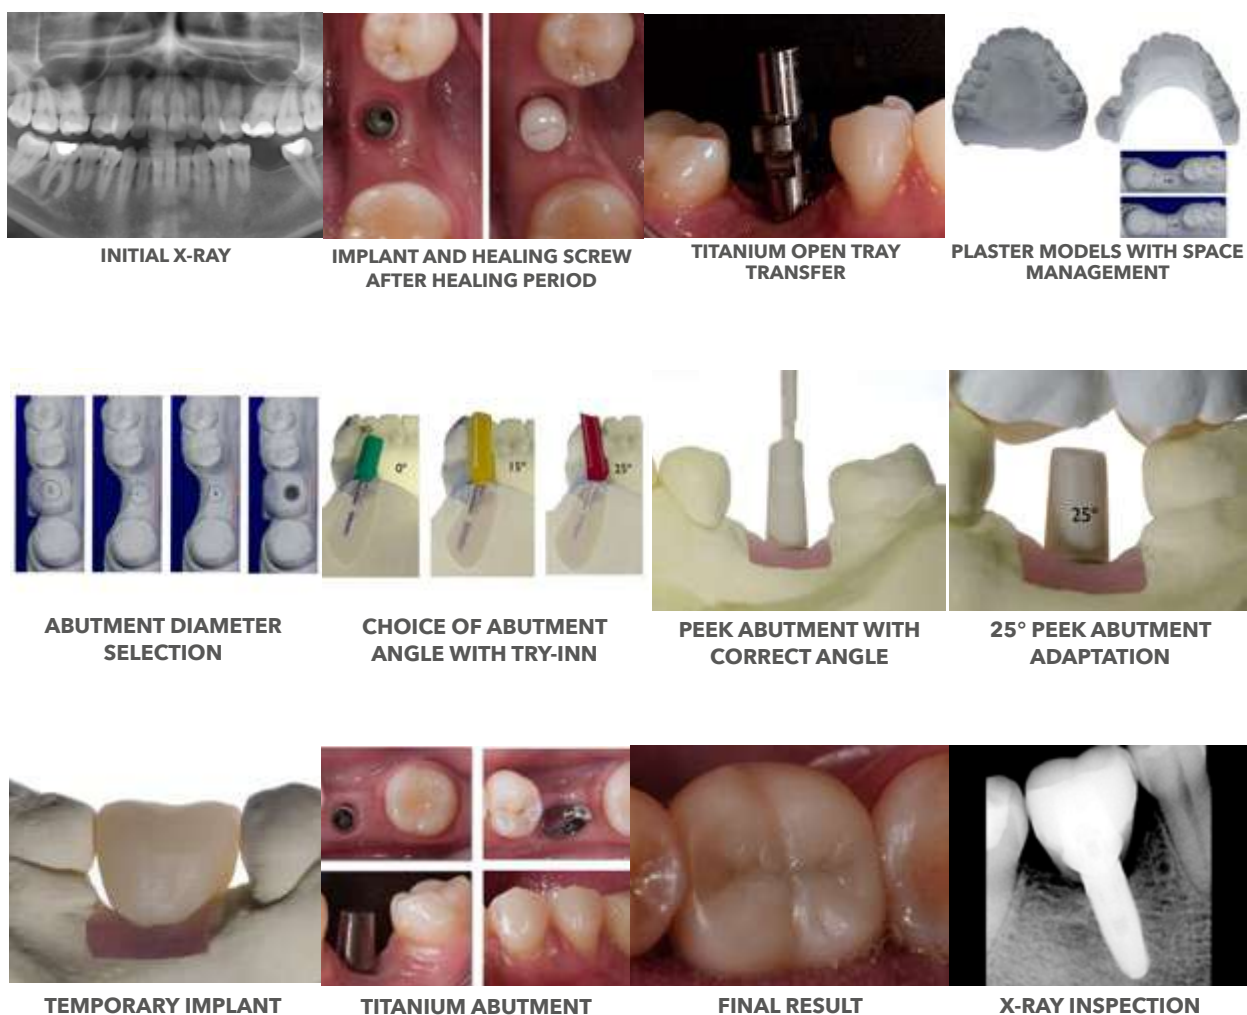 INITIAL X-RAY
IMPLANT AND HEALING SCREW
AFTER HEALING PERIOD
TITANIUM OPEN TRAY
TRANSFER
PLASTER MODELS WITH SPACE
MANAGEMENT
0°
15°
25°
25°
ABUTMENT DIAMETER
SELECTION
CHOICE OF ABUTMENT
ANGLE WITH TRY-INN
PEEK ABUTMENT WITH
CORRECT ANGLE
25° PEEK ABUTMENT
ADAPTATION
TEMPORARY IMPLANT
TITANIUM ABUTMENT
FINAL RESULT
X-RAY INSPECTION